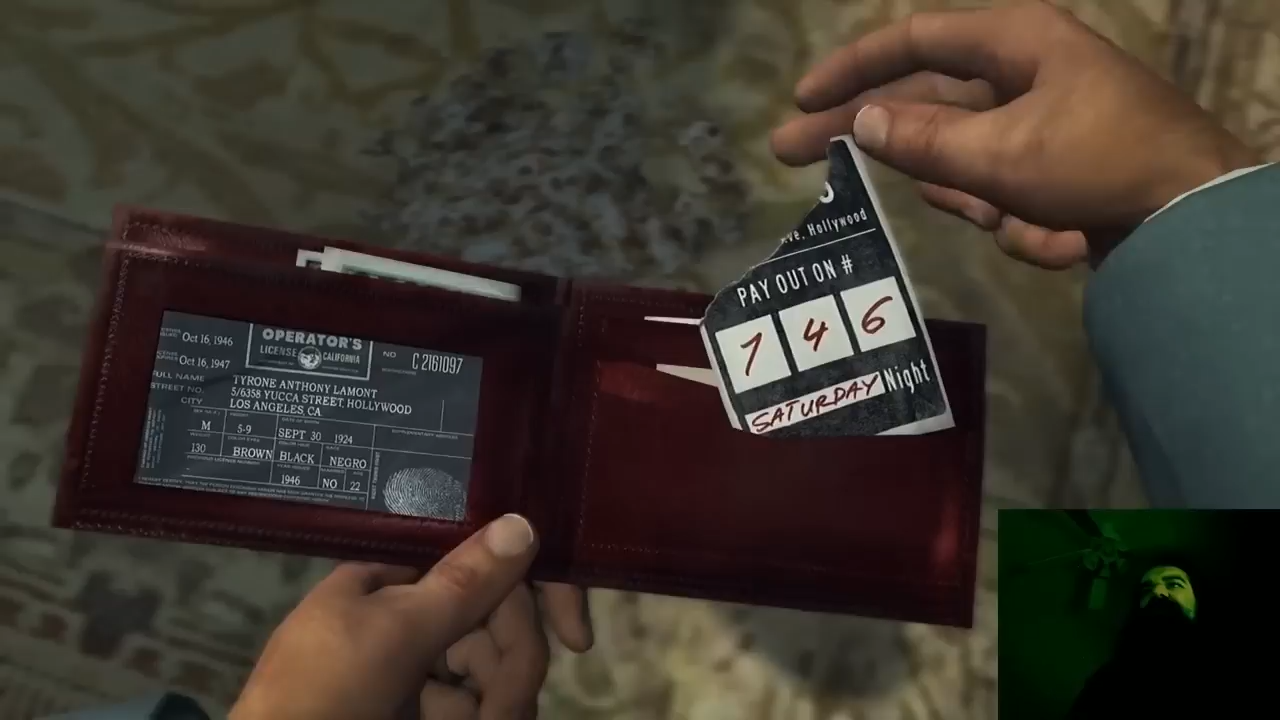 Oct 16, 1946
Oct 16, 1947
OPERATOR'S
LICENSE CALIFORNIA
NO C 2161097
FULL NAME TYRONE ANTHONY LAMONT
STREET NO. 5/6358 YUCCA STREET, HOLLYWOOD
CITY LOS ANGELES, CA
M 5-9 SEPT 30 1924
130 BROWN BLACK NEGRO
1946 NO 22
ve. Hollywood
PAY OUT ON #
7 4 6
SATURDAY Night